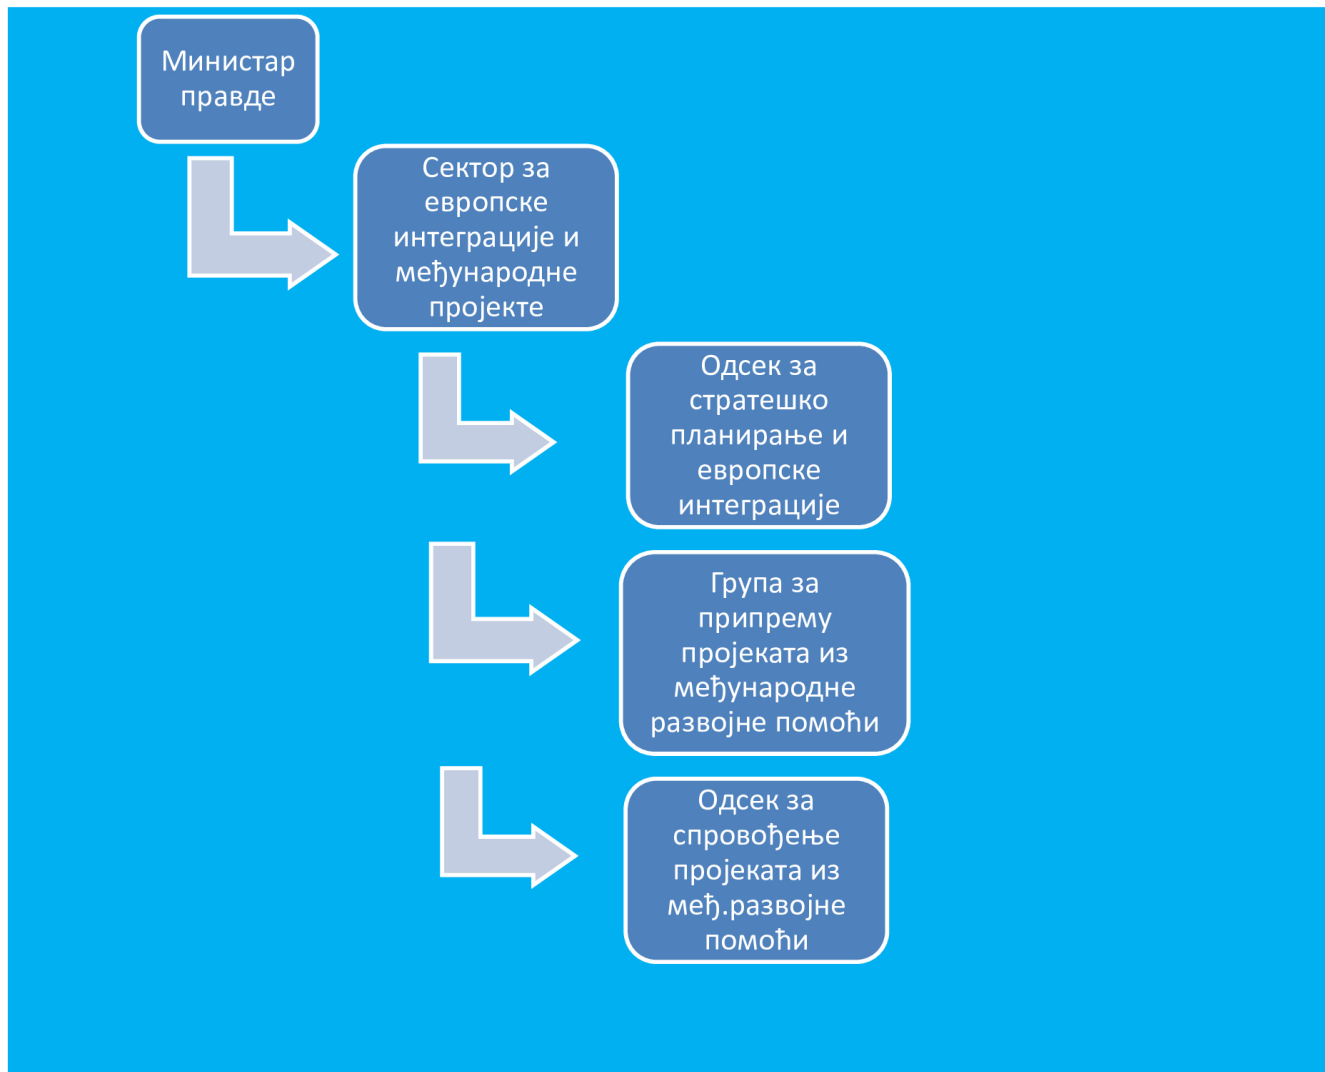 Министар
правде
Сектор за
европске
интеграције и
међународне
пројекте
Одсек за
стратешко
планирање и
европске
интеграције
Група за
припрему
пројеката из
међународне
развојне помоћи
Одсек за
спровођење
пројеката из
међ.развојне
помоћи